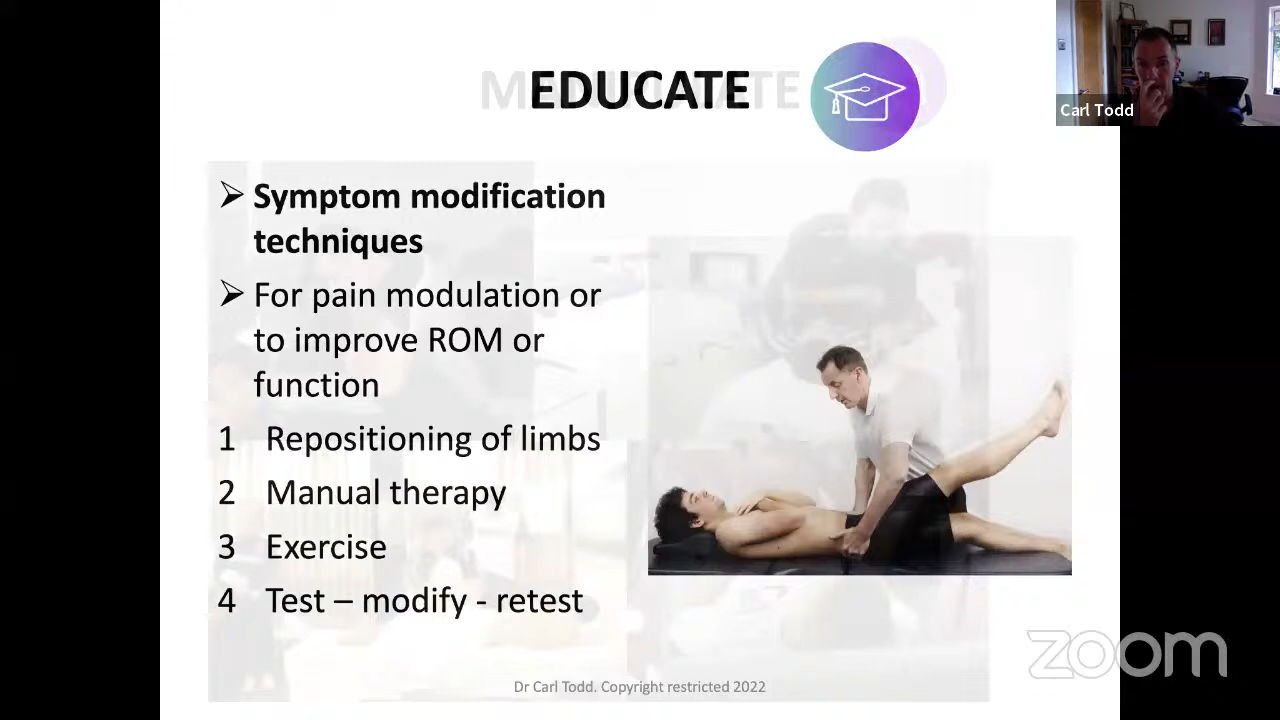 EDUCATE
Carl Todd
➢ Symptom modification
techniques
➢ For pain modulation or
to improve ROM or
function
1 Repositioning of limbs
2 Manual therapy
3 Exercise
4 Test – modify - retest
Dr Carl Todd. Copyright restricted 2022
zoom